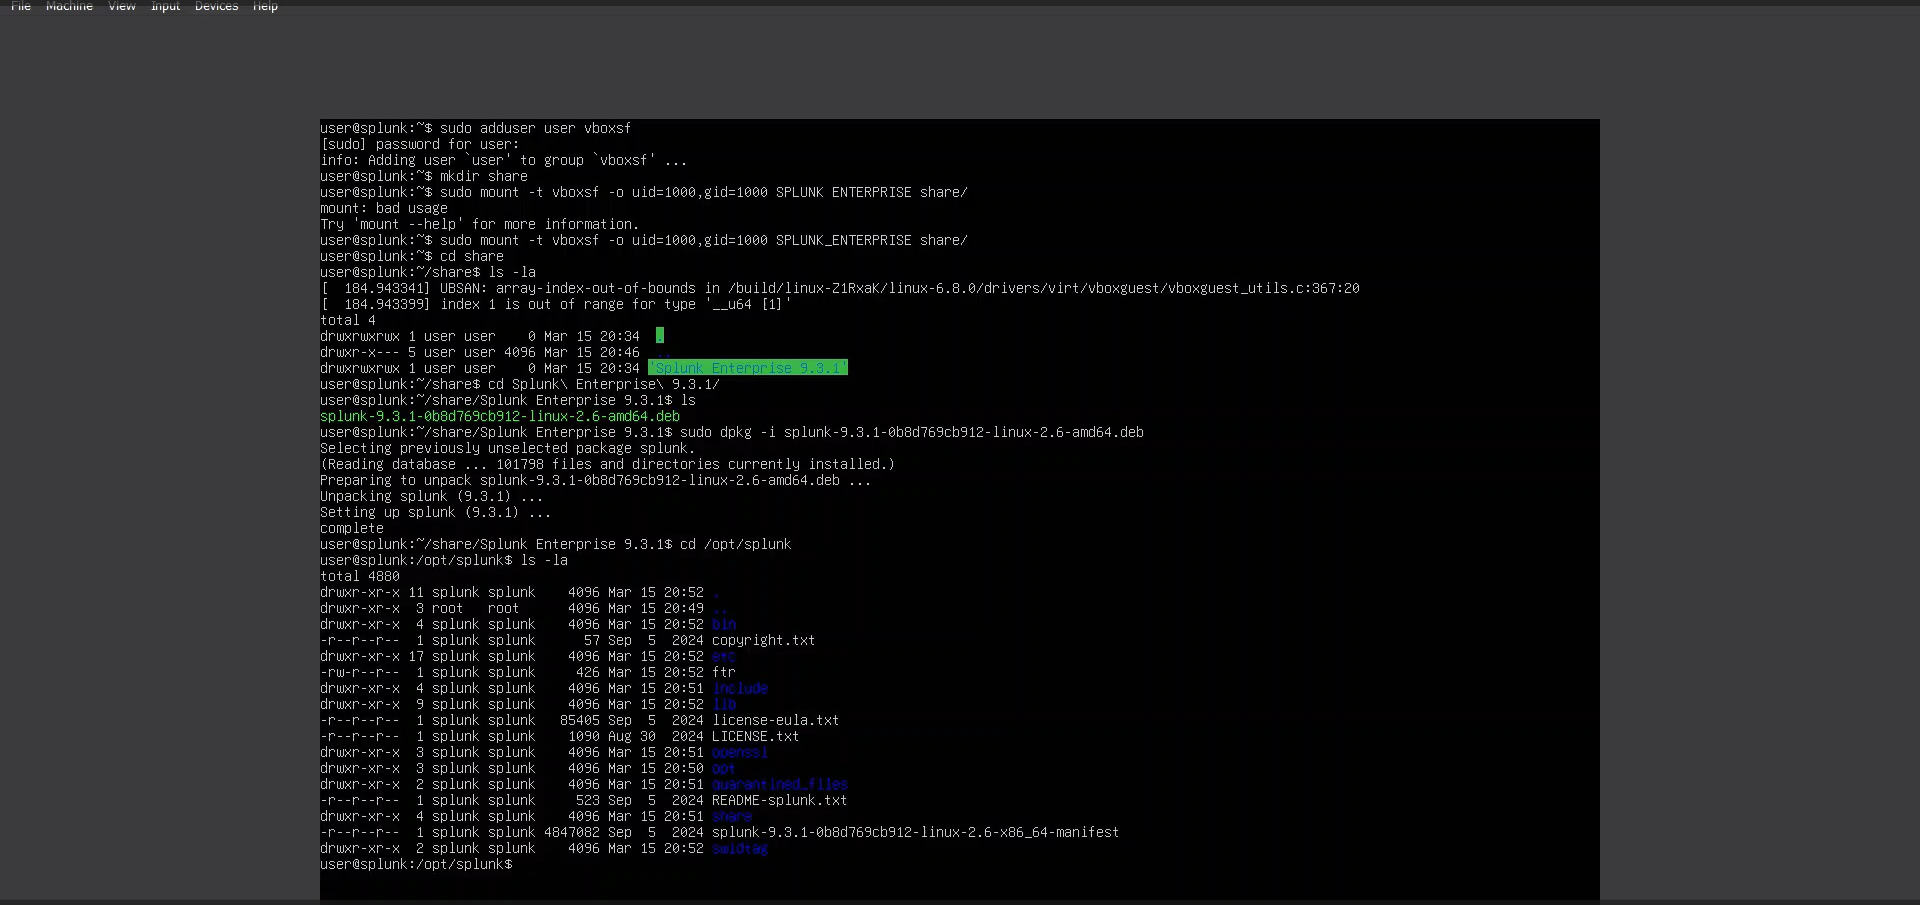 File Machine View Input Devices Help
user@splunk:~$ sudo adduser user vboxsf
[sudo] password for user:
info: Adding user `user' to group `vboxsf' ...
user@splunk:~$ mkdir share
user@splunk:~$ sudo mount -t vboxsf -o uid=1000,gid=1000 SPLUNK ENTERPRISE share/
mount: bad usage
Try 'mount --help' for more information.
user@splunk:~$ sudo mount -t vboxsf -o uid=1000,gid=1000 SPLUNK_ENTERPRISE share/
user@splunk:~$ cd share
user@splunk:~/share$ ls -la
[  184.943341] UBSAN: array-index-out-of-bounds in /build/linux-Z1RxaK/linux-6.8.0/drivers/virt/vboxguest/vboxguest_utils.c:367:20
[  184.943399] index 1 is out of range for type '__u64 [1]'
total 4
drwxrwxrwx 1 user user    0 Mar 15 20:34  .
drwxr-x--- 5 user user 4096 Mar 15 20:46  ..
drwxrwxrwx 1 user user    0 Mar 15 20:34 'Splunk Enterprise 9.3.1'
user@splunk:~/share$ cd Splunk\ Enterprise\ 9.3.1/
user@splunk:~/share/Splunk Enterprise 9.3.1$ ls
splunk-9.3.1-0b8d769cb912-linux-2.6-amd64.deb
user@splunk:~/share/Splunk Enterprise 9.3.1$ sudo dpkg -i splunk-9.3.1-0b8d769cb912-linux-2.6-amd64.deb
Selecting previously unselected package splunk.
(Reading database ... 101798 files and directories currently installed.)
Preparing to unpack splunk-9.3.1-0b8d769cb912-linux-2.6-amd64.deb ...
Unpacking splunk (9.3.1) ...
Setting up splunk (9.3.1) ...
complete
user@splunk:~/share/Splunk Enterprise 9.3.1$ cd /opt/splunk
user@splunk:/opt/splunk$ ls -la
total 4880
drwxr-xr-x 11 splunk splunk    4096 Mar 15 20:52 .
drwxr-xr-x  3 root   root      4096 Mar 15 20:49 ..
drwxr-xr-x  4 splunk splunk    4096 Mar 15 20:52 bin
-r--r--r--  1 splunk splunk      57 Sep  5  2024 copyright.txt
drwxr-xr-x 17 splunk splunk    4096 Mar 15 20:52 etc
-rw-r--r--  1 splunk splunk     426 Mar 15 20:52 ftr
drwxr-xr-x  4 splunk splunk    4096 Mar 15 20:51 include
drwxr-xr-x  9 splunk splunk    4096 Mar 15 20:52 lib
-r--r--r--  1 splunk splunk   85405 Sep  5  2024 license-eula.txt
-r--r--r--  1 splunk splunk    1090 Aug 30  2024 LICENSE.txt
drwxr-xr-x  3 splunk splunk    4096 Mar 15 20:51 openssl
drwxr-xr-x  3 splunk splunk    4096 Mar 15 20:50 opt
drwxr-xr-x  2 splunk splunk    4096 Mar 15 20:51 quarantined_files
-r--r--r--  1 splunk splunk     523 Sep  5  2024 README-splunk.txt
drwxr-xr-x  4 splunk splunk    4096 Mar 15 20:51 share
-r--r--r--  1 splunk splunk 4847082 Sep  5  2024 splunk-9.3.1-0b8d769cb912-linux-2.6-x86_64-manifest
drwxr-xr-x  2 splunk splunk    4096 Mar 15 20:52 swidtag
user@splunk:/opt/splunk$